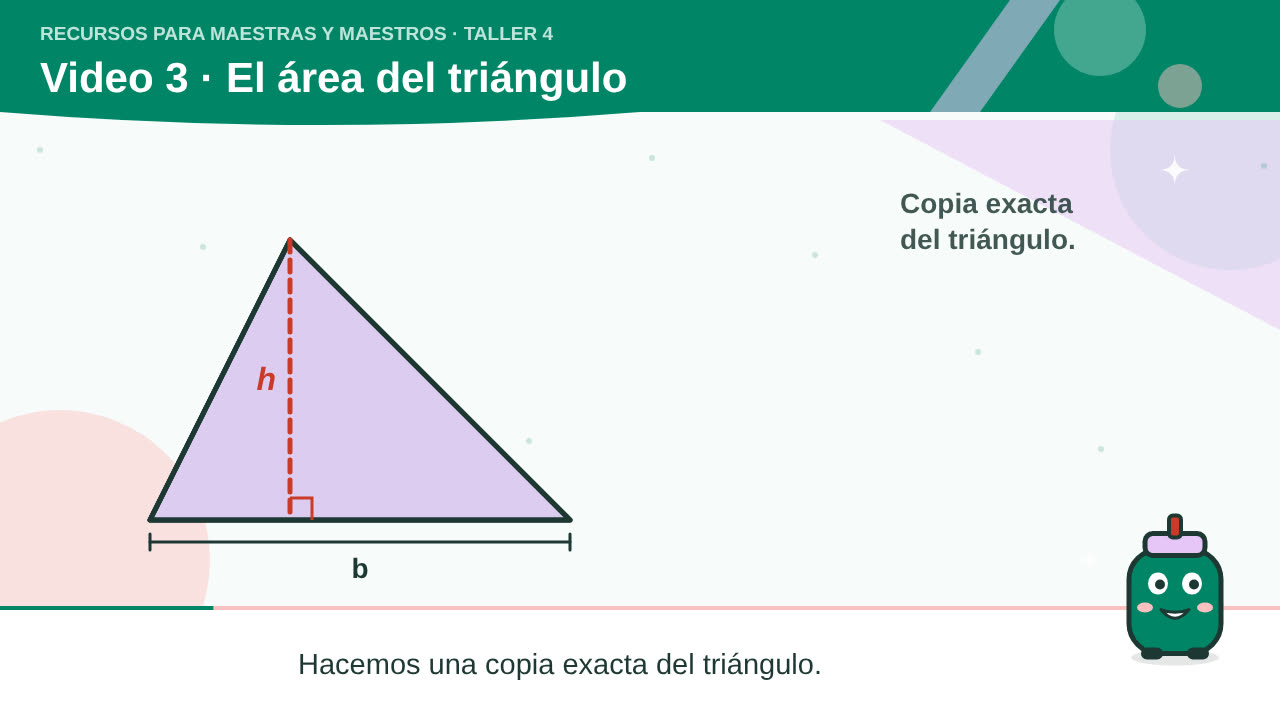 RECURSOS PARA MAESTRAS Y MAESTROS · TALLER 4
Video 3 · El área del triángulo
Copia exacta
del triángulo.
h
b
Hacemos una copia exacta del triángulo.